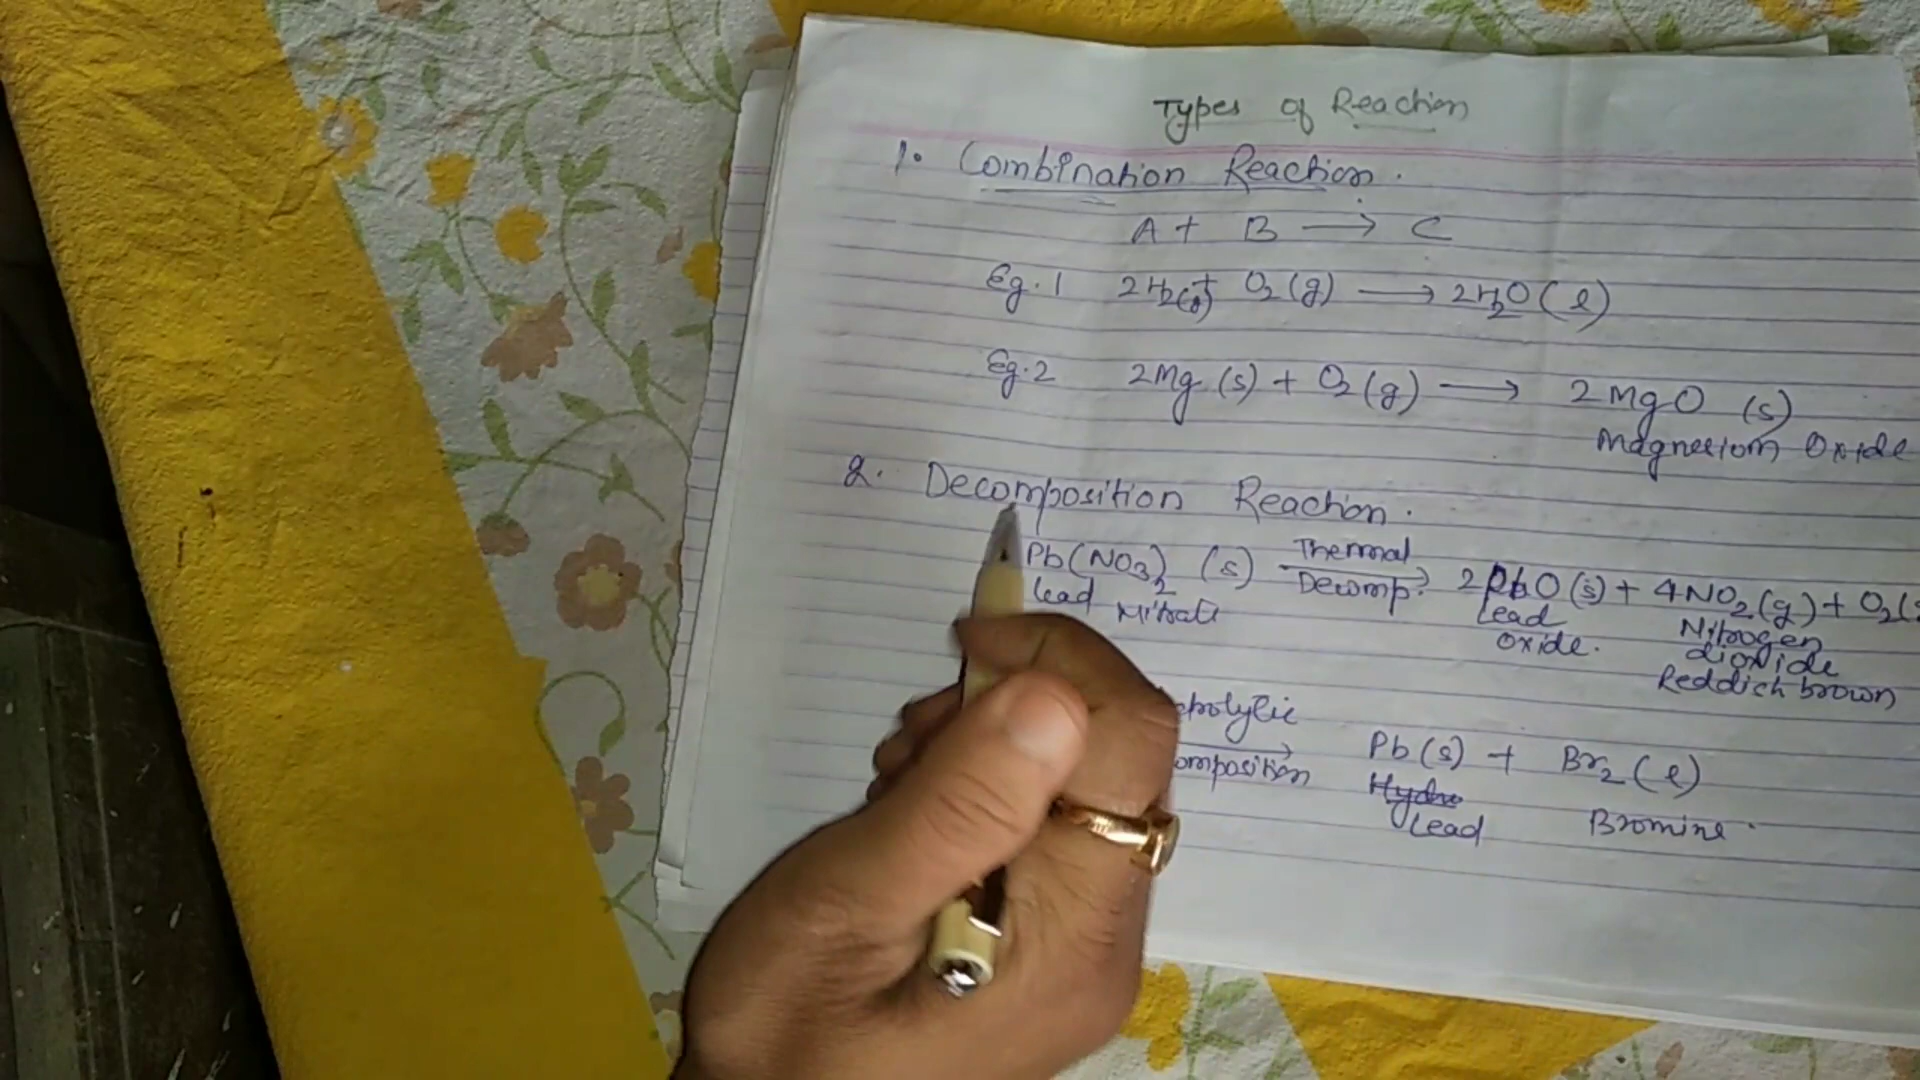 Types of Reaction
1. Combination Reaction.
A + B → C
Eg. 1 2H2(g) + O2(g) → 2H2O(l)
Eg. 2 2Mg (s) + O2(g) → 2MgO (s)
Magnesium Oxide
2. Decomposition Reaction.
Pb(NO3)2 (s) Thermal Decomp. → 2PbO(s) + 4NO2(g) + O2(
Lead Nitrate Lead Oxide. Nitrogen dioxide
Reddich brown
omposition → Pb(s) + Br2(l)
Lead Bromine.